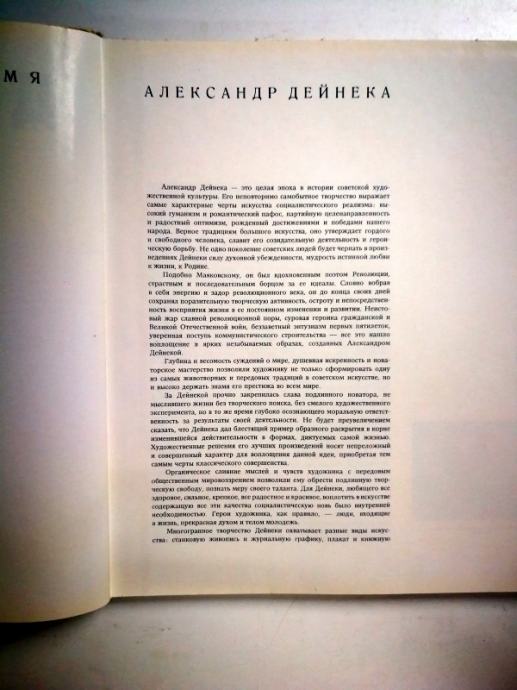 МЯ
АЛЕКСАНДР ДЕЙНЕКА
Александр Дейнека — это целая эпоха в истории советской худо-
жественной культуры. Его неповторимо самобытное творчество выражает
самые характерные черты искусства социалистического реализма: вы-
сокий гуманизм и романтический пафос, партийную целенаправленность
и радостный оптимизм, рожденный достижениями и победами нашего
народа. Верное традициям большого искусства, оно утверждает гордого
и свободного человека, славит его созидательную деятельность и герои-
ческую борьбу. Не одно поколение советских людей будет черпать в произ-
ведениях Дейнеки силу духовной убежденности, мудрость истинной любви
к жизни, к Родине.
Подобно Маяковскому, он был вдохновенным поэтом Революции,
страстным и последовательным борцом за ее идеалы. Словно вобрав
в себя энергию и задор революционного века, он до конца своих дней
сохранил поразительную творческую активность, остроту и непосредствен-
ность восприятия жизни в ее постоянном изменении и развитии. Неисто-
вый жар славной революционной поры, суровая героика гражданской и
Великой Отечественной войн, беззаветный энтузиазм первых пятилеток,
уверенная поступь коммунистического строительства — все это нашло
воплощение в ярких незабываемых образах, созданных Александром
Дейнекой.
Глубина и весомость суждений о мире, душевная искренность и нова-
торское мастерство позволили художнику не только сформировать одну
из самых животворных и передовых традиций в советском искусстве, но
и высоко держать знамя его престижа во всем мире.
За Дейнекой прочно закрепилась слава подлинного новатора, не
мыслившего жизни без творческого поиска, без смелого художественного
эксперимента, но в то же время глубоко осознающего моральную ответст-
венность за результаты своей деятельности. Не будет преувеличением
сказать, что Дейнека дал блестящий пример образного раскрытия в искусстве
изменившейся действительности в формах, диктуемых самой жизнью.
Художественные решения его лучших произведений носят непреложный
и совершенный характер для воплощения данной идеи, приобретая тем
самым черты классического совершенства.
Органическое слияние мыслей и чувств художника с передовым
общественным мировоззрением позволили ему обрести подлинную твор-
ческую свободу, познать меру своего таланта. Для Дейнеки, любящего все
здоровое, сильное, крепкое, все радостное и красивое, воплотить в искусстве
содержащую все эти качества социалистическую новь было внутренней
необходимостью. Герои художника, как правило, — люди, входящие
в жизнь, прекрасная духом и телом молодежь.
Многогранное творчество Дейнеки охватывает разные виды искус-
ства: станковую живопись и журнальную графику, плакат и книжную